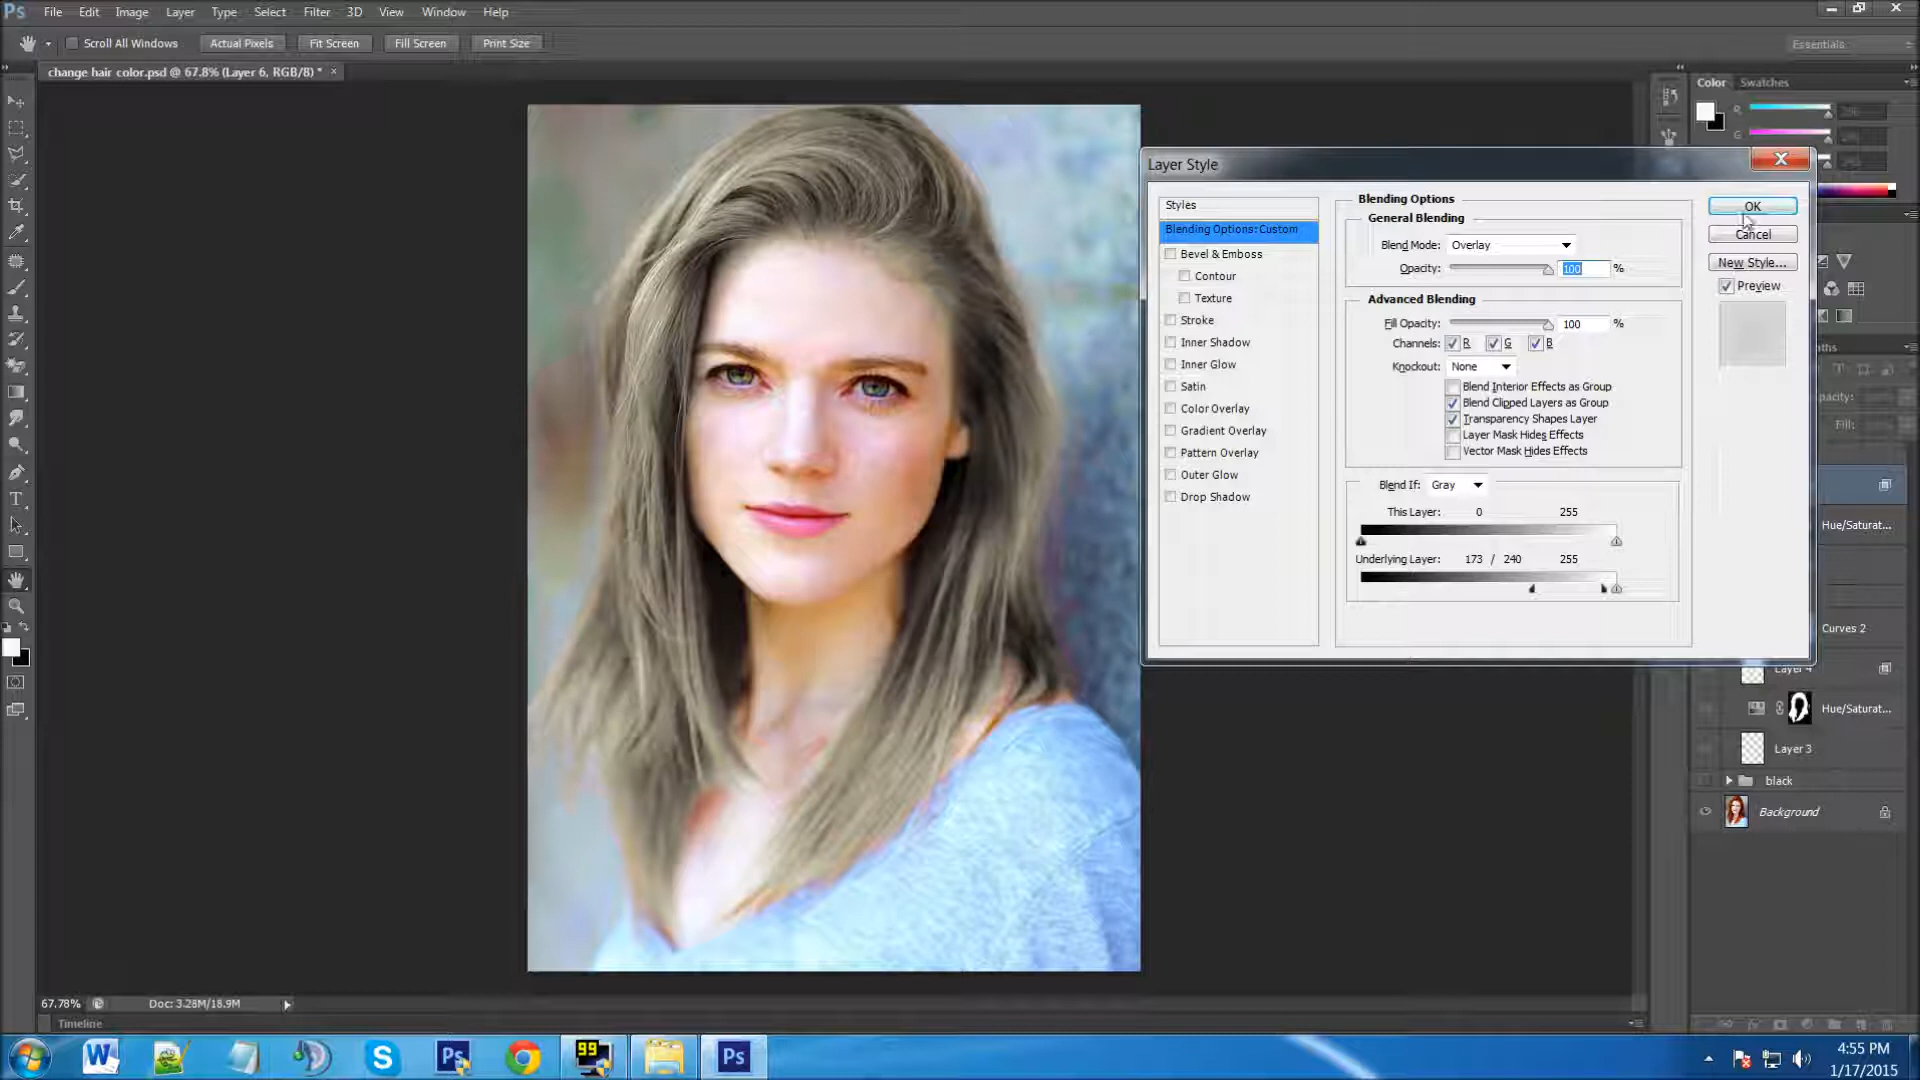 Ps File Edit Image Layer Type Select Filter 3D View Window Help
Scroll All Windows Actual Pixels Fit Screen Fill Screen Print Size Essentials
change hair color.psd @ 67.8% (Layer 6, RGB/8) * ×
Color Swatches
R
G
Layer Style
Styles
Blending Options: Custom
Bevel & Emboss
Contour
Texture
Stroke
Inner Shadow
Inner Glow
Satin
Color Overlay
Gradient Overlay
Pattern Overlay
Outer Glow
Drop Shadow
Blending Options
General Blending
Blend Mode: Overlay
Opacity: 100 %
Advanced Blending
Fill Opacity: 100 %
Channels: R G B
Knockout: None
Blend Interior Effects as Group
Blend Clipped Layers as Group
Transparency Shapes Layer
Layer Mask Hides Effects
Vector Mask Hides Effects
Blend If: Gray
This Layer: 0 255
Underlying Layer: 173 / 240 255
OK
Cancel
New Style...
Preview
ths
pacity:
Fill:
Hue/Saturat...
Curves 2
Layer 4
Hue/Saturat...
Layer 3
black
Background
67.78% Doc: 3.28M/18.9M
Timeline
99
4:55 PM
1/17/2015